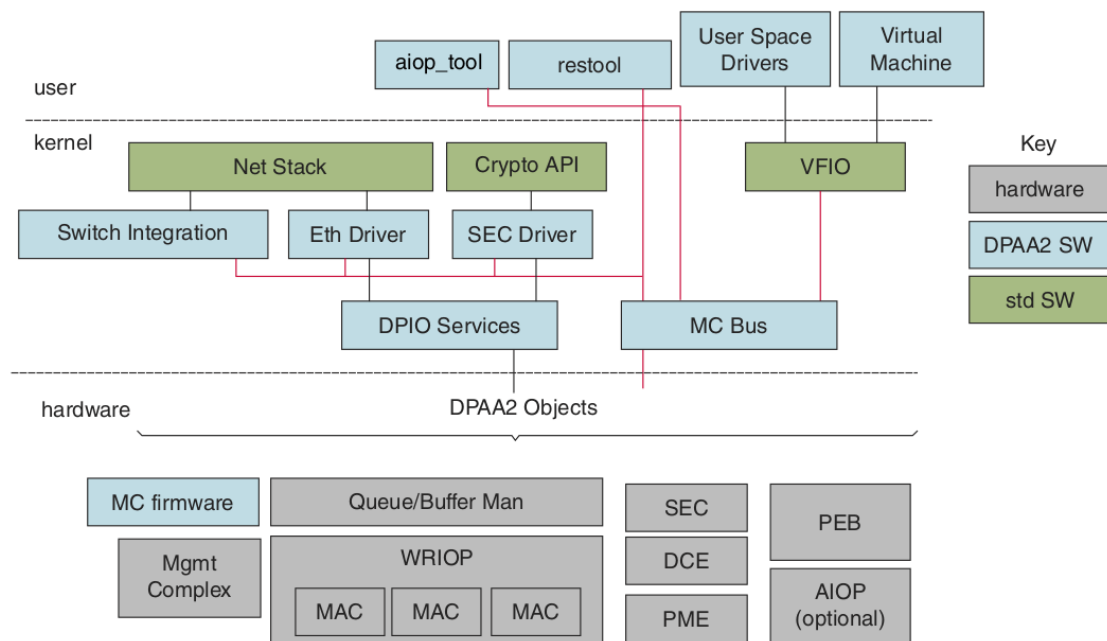 aiop_tool
restool
User Space
Drivers
Virtual
Machine
user
kernel
Net Stack
Crypto API
VFIO
Key
hardware
Switch Integration
Eth Driver
SEC Driver
DPAA2 SW
DPIO Services
MC Bus
std SW
hardware
DPAA2 Objects
MC firmware
Queue/Buffer Man
SEC
PEB
Mgmt
Complex
WRIOP
DCE
MAC
MAC
MAC
PME
AIOP
(optional)